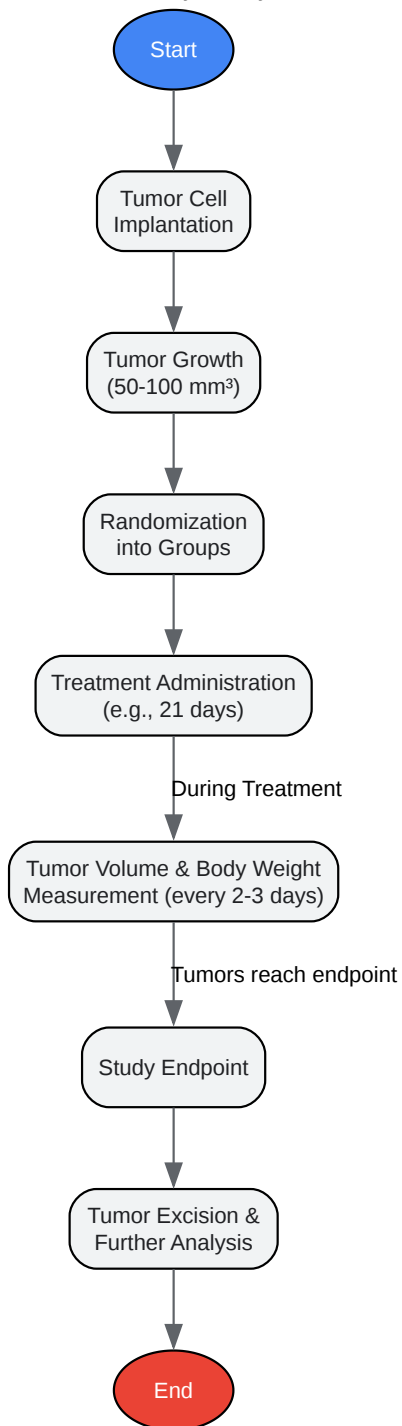 Start
Tumor Cell
Implantation
Tumor Growth
(50-100 mm³)
Randomization
into Groups
Treatment Administration
(e.g., 21 days)
During Treatment
Tumor Volume & Body Weight
Measurement (every 2-3 days)
Tumors reach endpoint
Study Endpoint
Tumor Excision &
Further Analysis
End